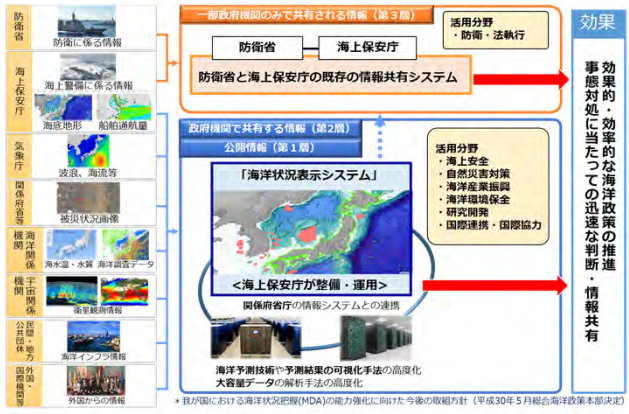 防衛省
防衛に係る情報
海上保安庁
海上警備に係る情報
海底地形
船舶通航量
気象庁
波浪、海流等
関係府省等
被災状況画像
海洋関係機関
海水温・水質
海洋調査データ
宇宙関係機関
衛星観測情報
民間・地方公共団体
海洋インフラ情報
外国・国際機関等
外国からの情報
一部政府機関のみで共有される情報（第３層）
防衛省
海上保安庁
防衛省と海上保安庁の既存の情報共有システム
活用分野
・防衛・法執行
政府機関で共有する情報（第2層）
公開情報（第１層）
「海洋状況表示システム」
<海上保安庁が整備・運用>
関係府省庁の情報システムとの連携
海洋予測技術や予測結果の可視化手法の高度化
大容量データの解析手法の高度化
活用分野
・海上安全
・自然災害対策
・海洋産業振興
・海洋環境保全
・研究開発
・国際連携・国際協力
効果
効果的・効率的な海洋政策の推進
事態対処に当たっての迅速な判断・情報共有
＊我が国における海洋状況把握(MDA)の能力強化に向けた今後の取組方針（平成30年５月総合海洋政策本部決定）